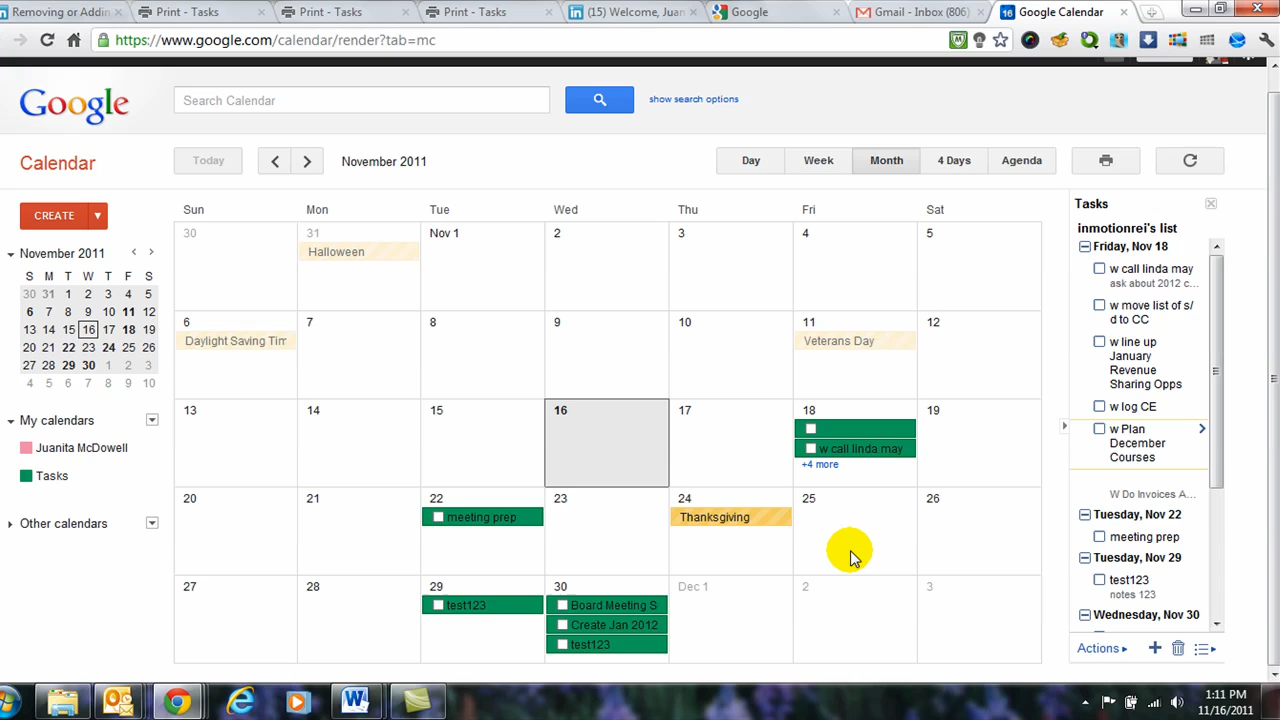 Removing or Addin
Print - Tasks
Print - Tasks
Print - Tasks
(15) Welcome, Juan
Google
Gmail - Inbox (806)
16 Google Calendar
https://www.google.com/calendar/render?tab=mc
Google
Search Calendar
show search options
Calendar
Today
November 2011
Day
Week
Month
4 Days
Agenda
CREATE
November 2011
S M T W T F S
30 31 1 2 3 4 5
6 7 8 9 10 11 12
13 14 15 16 17 18 19
20 21 22 23 24 25 26
27 28 29 30 1 2 3
4 5 6 7 8 9 10
My calendars
Juanita McDowell
Tasks
Other calendars
Sun Mon Tue Wed Thu Fri Sat
30 31 Nov 1 2 3 4 5
Halloween
6 7 8 9 10 11 12
Daylight Saving Tim
Veterans Day
13 14 15 16 17 18 19
w call linda may
+4 more
20 21 22 23 24 25 26
meeting prep
Thanksgiving
27 28 29 30 Dec 1 2 3
test123
Board Meeting S
Create Jan 2012
test123
Tasks
inmotionrei's list
Friday, Nov 18
w call linda may
ask about 2012 c...
w move list of s/
d to CC
w line up
January
Revenue
Sharing Opps
w log CE
w Plan
December
Courses
W Do Invoices A...
Tuesday, Nov 22
meeting prep
Tuesday, Nov 29
test123
notes 123
Wednesday, Nov 30
Actions
1:11 PM
11/16/2011